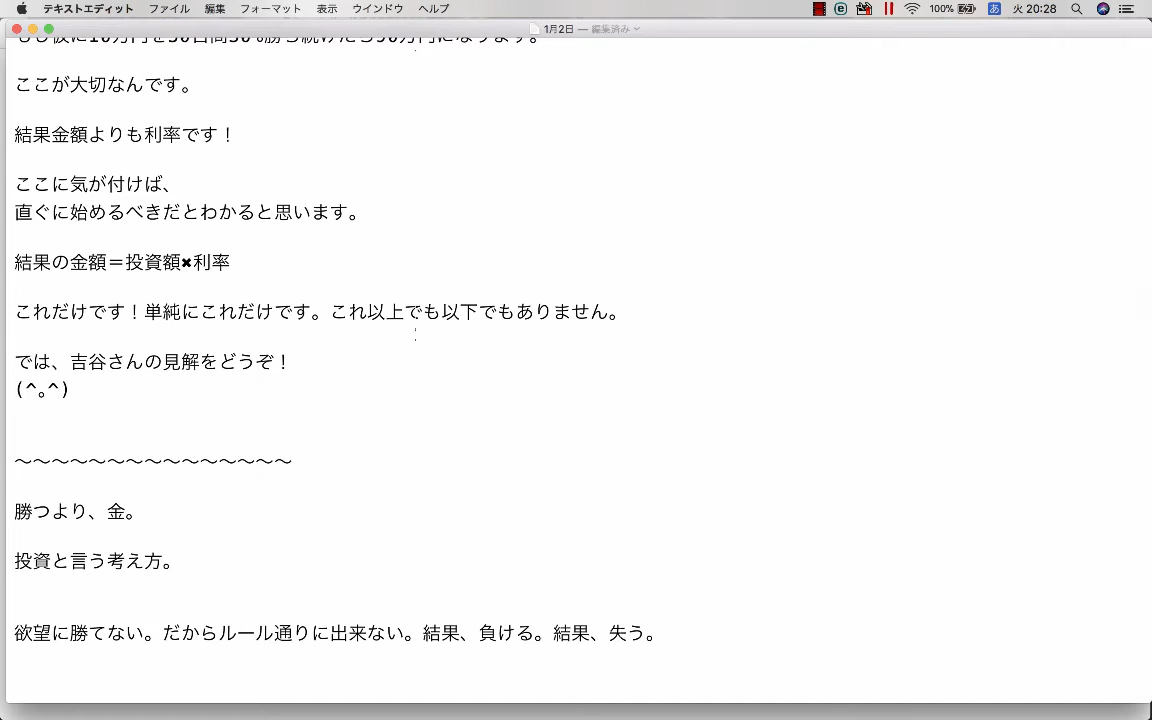 テキストエディット ファイル 編集 フォーマット 表示 ウインドウ ヘルプ 100% あ 火 20:28
1月2日 — 編集済み
ここが大切なんです。
結果金額よりも利率です！
ここに気が付けば、
直ぐに始めるべきだとわかると思います。
結果の金額＝投資額✖利率
これだけです！単純にこれだけです。これ以上でも以下でもありません。
では、吉谷さんの見解をどうぞ！
(^｡^)
〜〜〜〜〜〜〜〜〜〜〜〜〜〜〜
勝つより、金。
投資と言う考え方。
欲望に勝てない。だからルール通りに出来ない。結果、負ける。結果、失う。